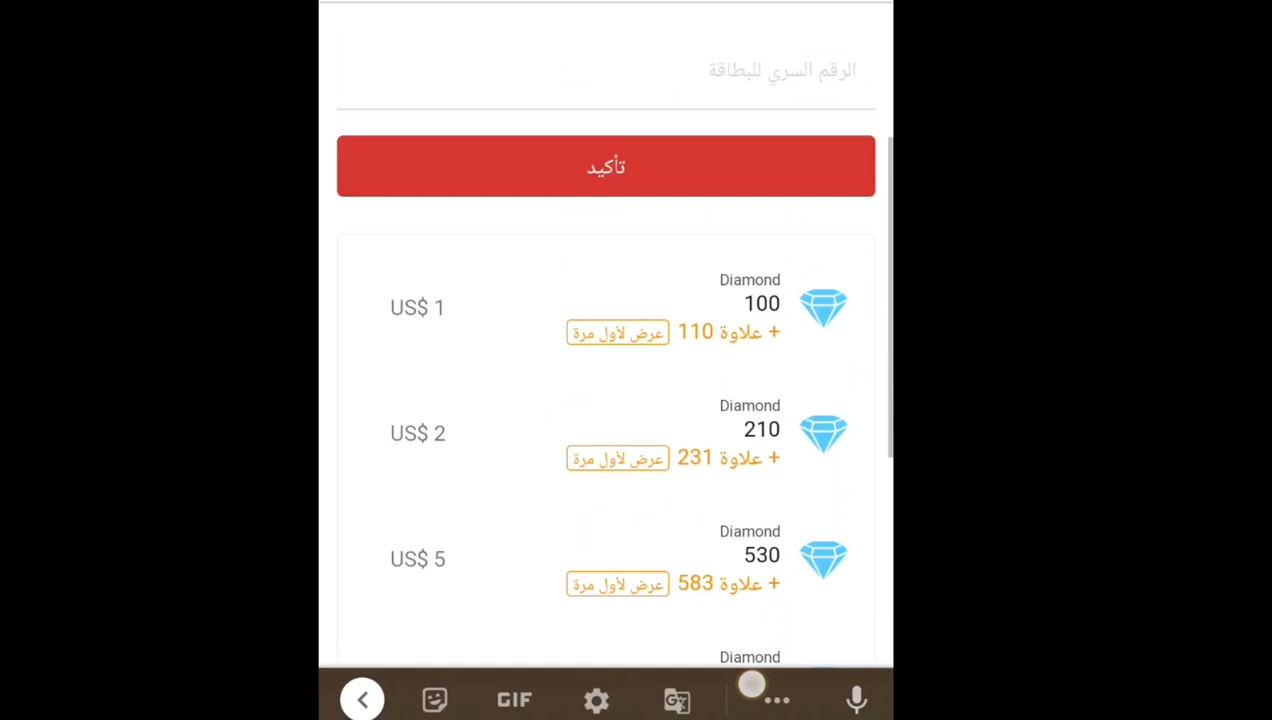 الرقم السري للبطاقة
تأكيد
Diamond
100
+ علاوة 110 عرض لأول مرة
US$ 1
Diamond
210
+ علاوة 231 عرض لأول مرة
US$ 2
Diamond
530
+ علاوة 583 عرض لأول مرة
US$ 5
Diamond
GIF